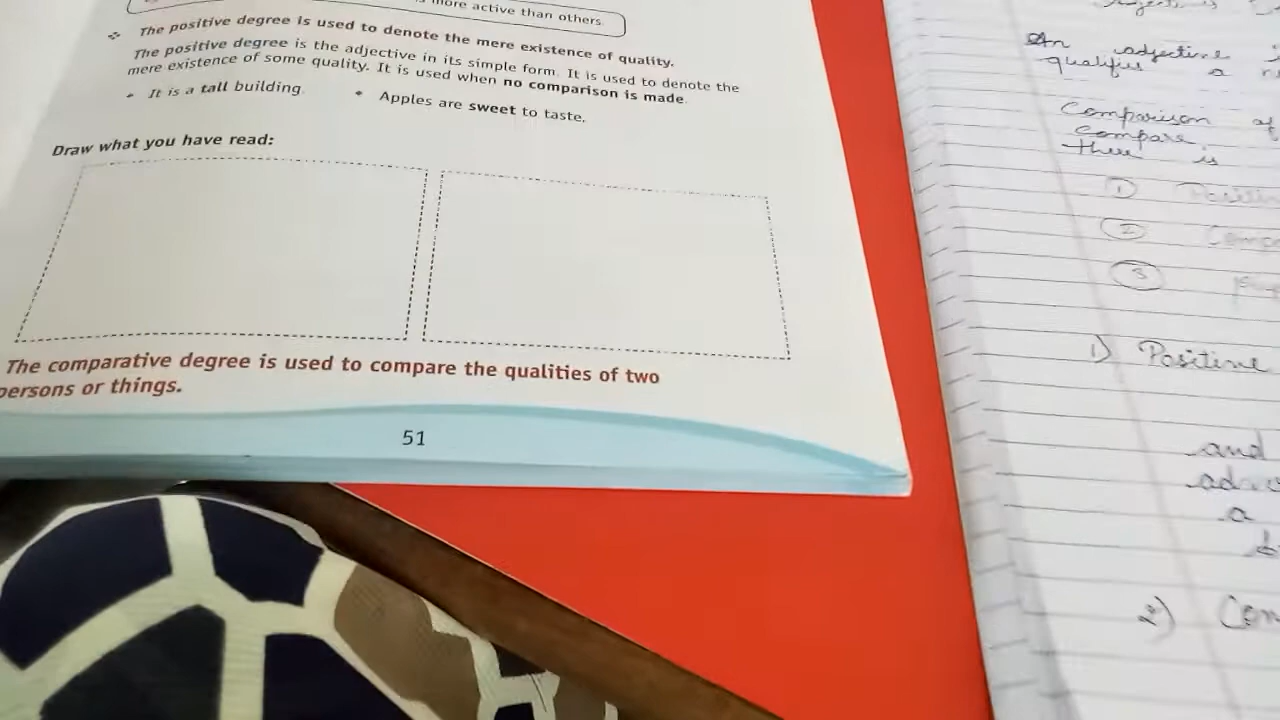 more active than others.
The positive degree is used to denote the mere existence of quality.
The positive degree is the adjective in its simple form. It is used to denote the
mere existence of some quality. It is used when no comparison is made.
It is a tall building.
Apples are sweet to taste.
Draw what you have read:
The comparative degree is used to compare the qualities of two
persons or things.
51
An adjective
qualifies a
Comparison of
compare
there is
1
2
3
1) Positive
and
a
2) Com